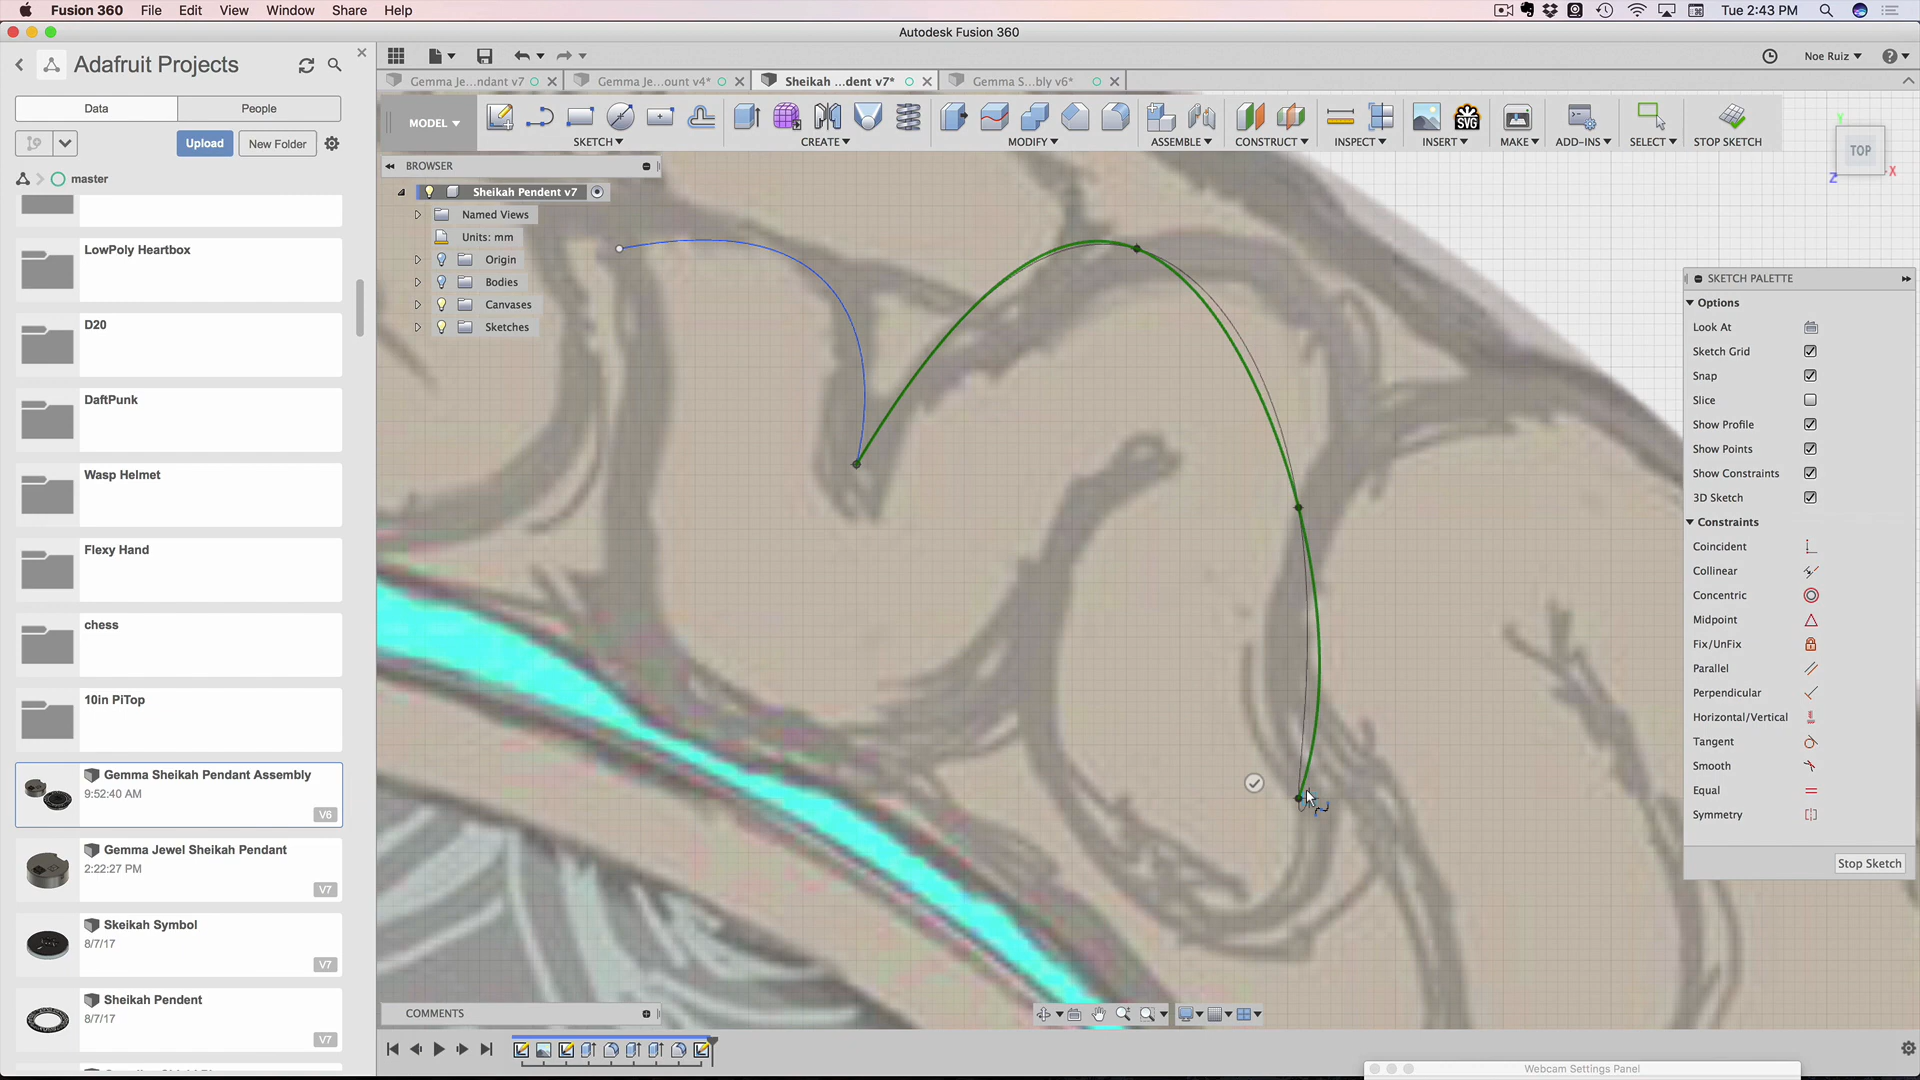 Fusion 360 File Edit View Window Share Help Tue 2:43 PM
Autodesk Fusion 360
Adafruit Projects
Noe Ruiz
Gemma Je...ndant v7 Gemma Je...ount v4* Sheikah ...dent v7* Gemma S...bly v6*
Data People
MODEL
SKETCH CREATE MODIFY ASSEMBLE CONSTRUCT INSPECT INSERT MAKE ADD-INS SELECT STOP SKETCH
SVG
TOP
Y
X
Z
Upload New Folder
master
BROWSER
Sheikah Pendent v7
Named Views
Units: mm
Origin
Bodies
Canvases
Sketches
LowPoly Heartbox
D20
DaftPunk
Wasp Helmet
Flexy Hand
chess
10in PiTop
Gemma Sheikah Pendant Assembly
9:52:40 AM
V6
Gemma Jewel Sheikah Pendant
2:22:27 PM
V7
Skeikah Symbol
8/7/17
V7
Sheikah Pendent
8/7/17
V7
SKETCH PALETTE
Options
Look At
Sketch Grid
Snap
Slice
Show Profile
Show Points
Show Constraints
3D Sketch
Constraints
Coincident
Collinear
Concentric
Midpoint
Fix/UnFix
Parallel
Perpendicular
Horizontal/Vertical
Tangent
Smooth
Equal
Symmetry
Stop Sketch
COMMENTS
Webcam Settings Panel